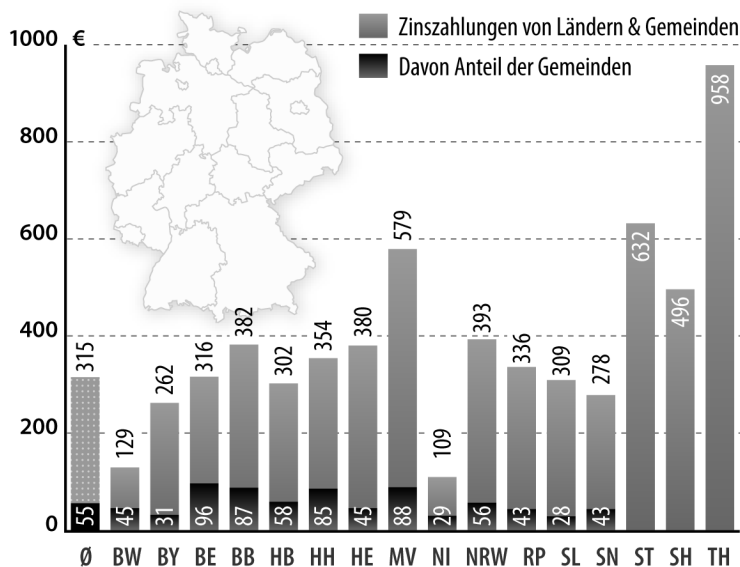 Zinszahlungen von Ländern & Gemeinden
Davon Anteil der Gemeinden
1000 €
800
600
400
200
0
315 129 262 316 382 302 354 380 579 109 393 336 309 278 632 496 958
55 45 31 96 87 58 85 45 88 29 56 43 28 43
Ø BW BY BE BB HB HH HE MV NI NRW RP SL SN ST SH TH